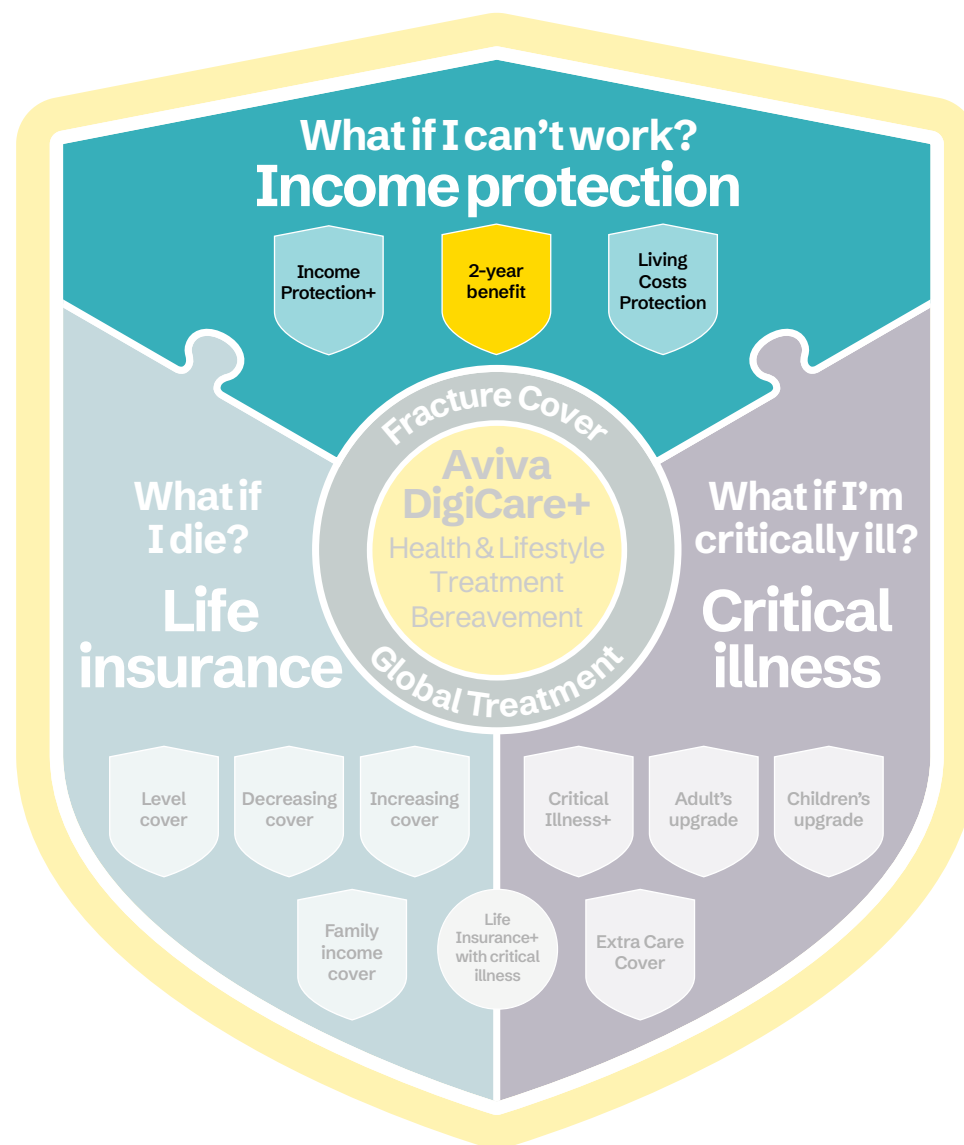 What if I can't work?
Income protection
Income
Protection+
2-year
benefit
Living
Costs
Protection
Fracture Cover
Aviva
DigiCare+
Health & Lifestyle
Treatment
Bereavement
Global Treatment
What if
I die?
Life
insurance
What if I'm
critically ill?
Critical
illness
Level
cover
Decreasing
cover
Increasing
cover
Critical
Illness+
Adult's
upgrade
Children's
upgrade
Family
income
cover
Life
Insurance+
with critical
illness
Extra Care
Cover